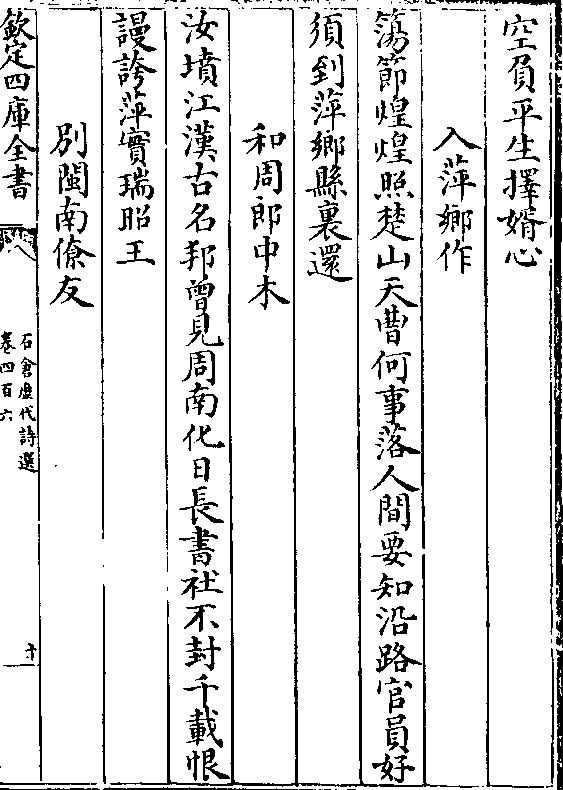 空負平生擇婿心
入萍鄉作
蕩節煌煌照楚山天曹何事落人間要知沿路官員好
須到萍鄉縣裏還
和周郎中木
汝墳江漢古名邦曽見周南化日長書社不封千載恨
謾誇萍實瑞昭王
別閩南僚友
欽定四庫全書
石倉歷代詩選
卷四百六
十